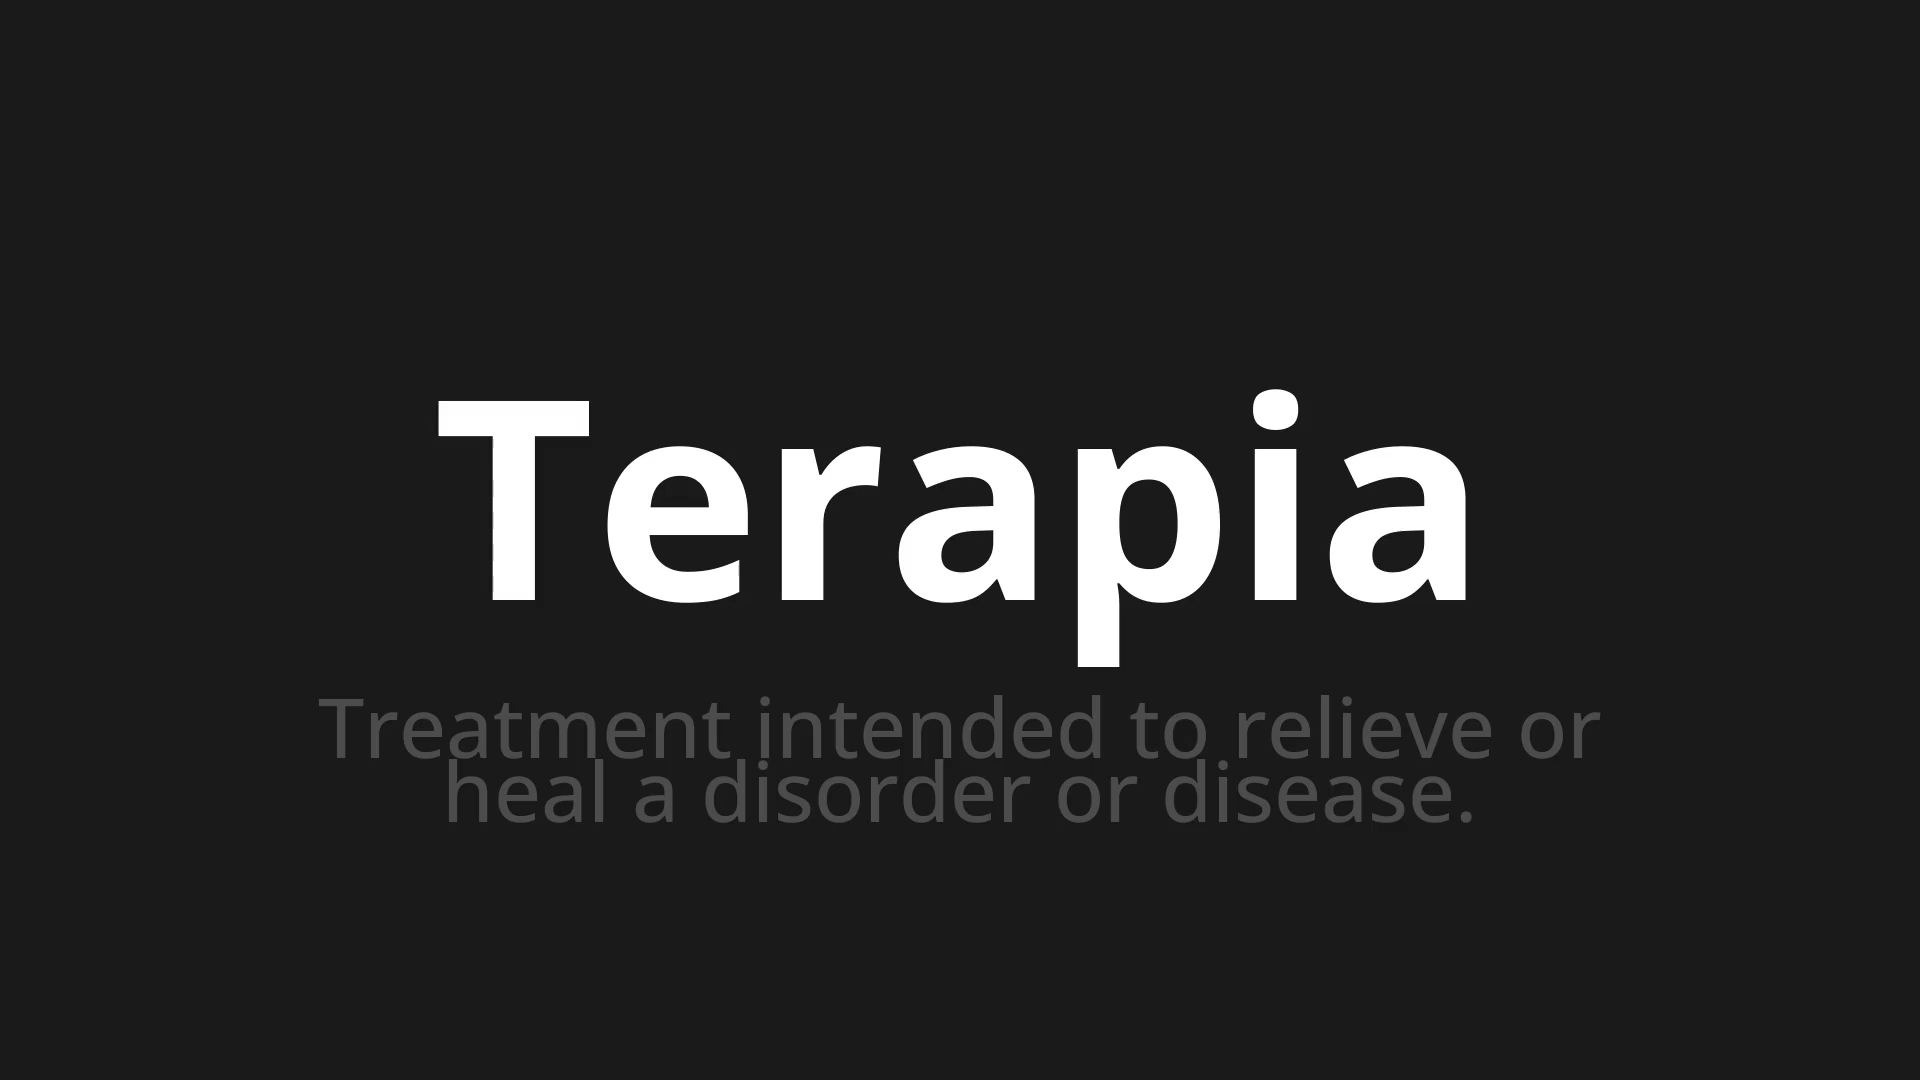 Terapia
Treatment intended to relieve or
heal a disorder or disease.